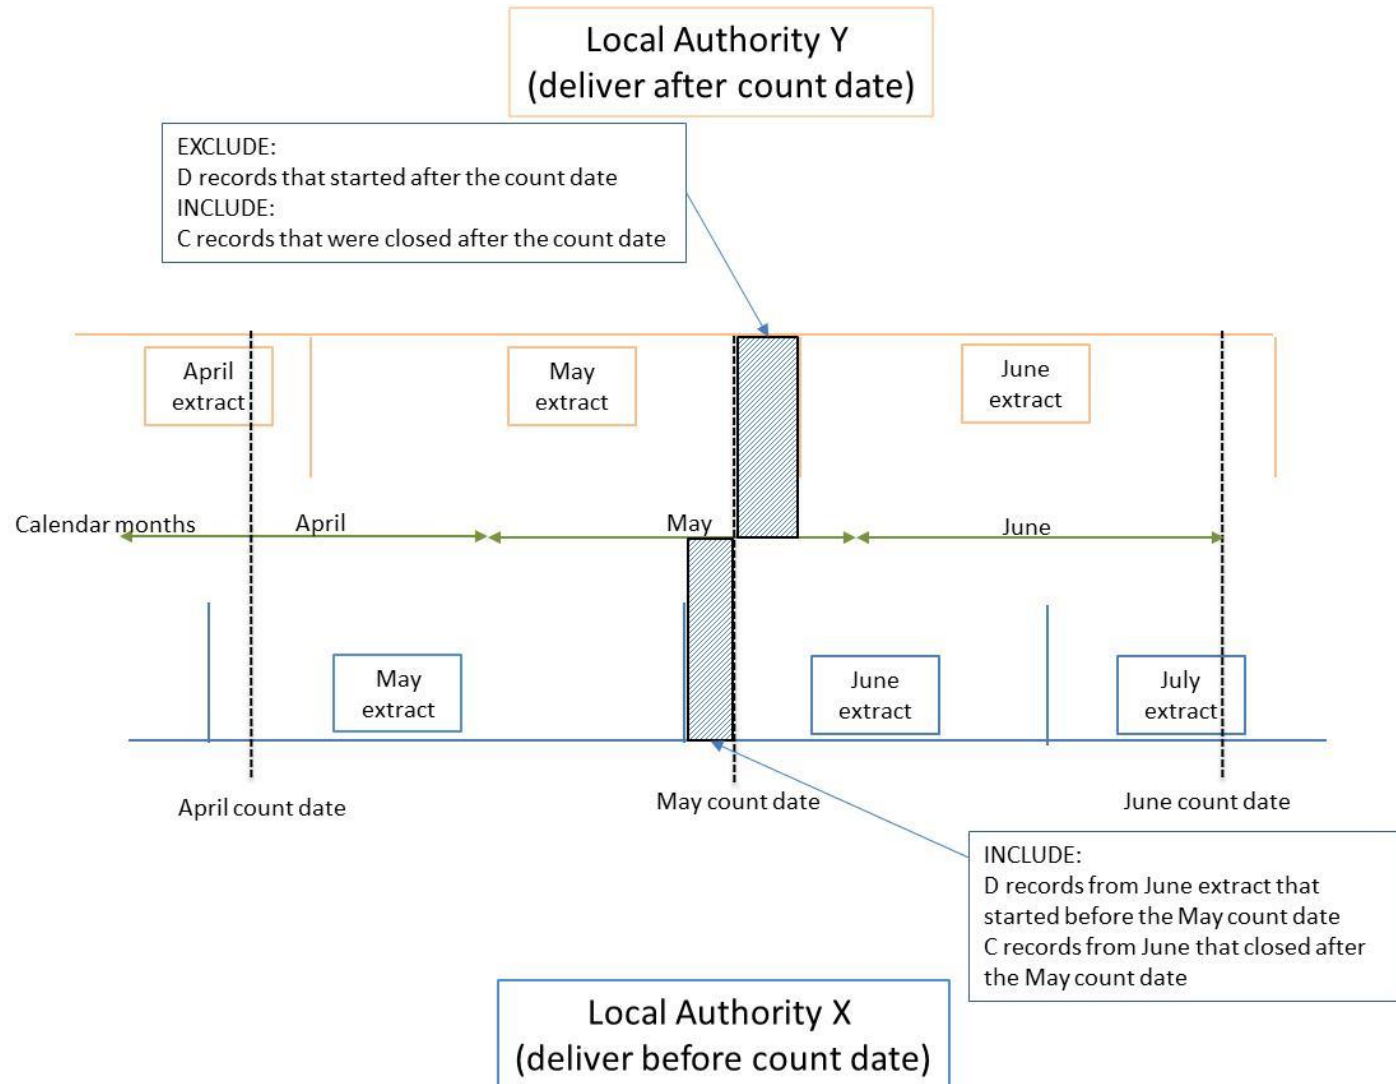 Local Authority Y
(deliver after count date)
EXCLUDE:
D records that started after the count date
INCLUDE:
C records that were closed after the count date
April
extract
May
extract
June
extract
Calendar months
April
May
June
May
extract
June
extract
July
extract
April count date
May count date
June count date
INCLUDE:
D records from June extract that
started before the May count date
C records from June that closed after
the May count date
Local Authority X
(deliver before count date)